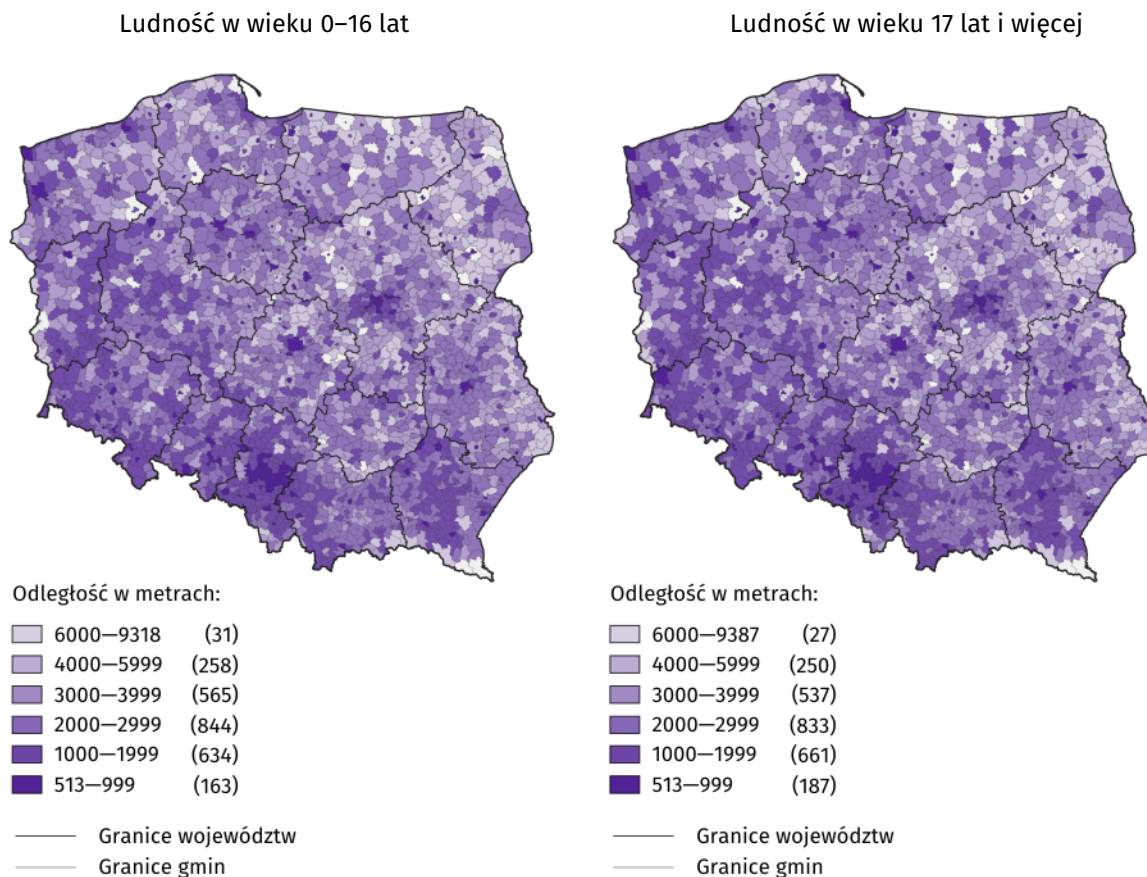 Ludność w wieku 0–16 lat
Odległość w metrach:
6000—9318 (31)
4000—5999 (258)
3000—3999 (565)
2000—2999 (844)
1000—1999 (634)
513—999 (163)
Granice województw
Granice gmin
Ludność w wieku 17 lat i więcej
Odległość w metrach:
6000—9387 (27)
4000—5999 (250)
3000—3999 (537)
2000—2999 (833)
1000—1999 (661)
513—999 (187)
Granice województw
Granice gmin